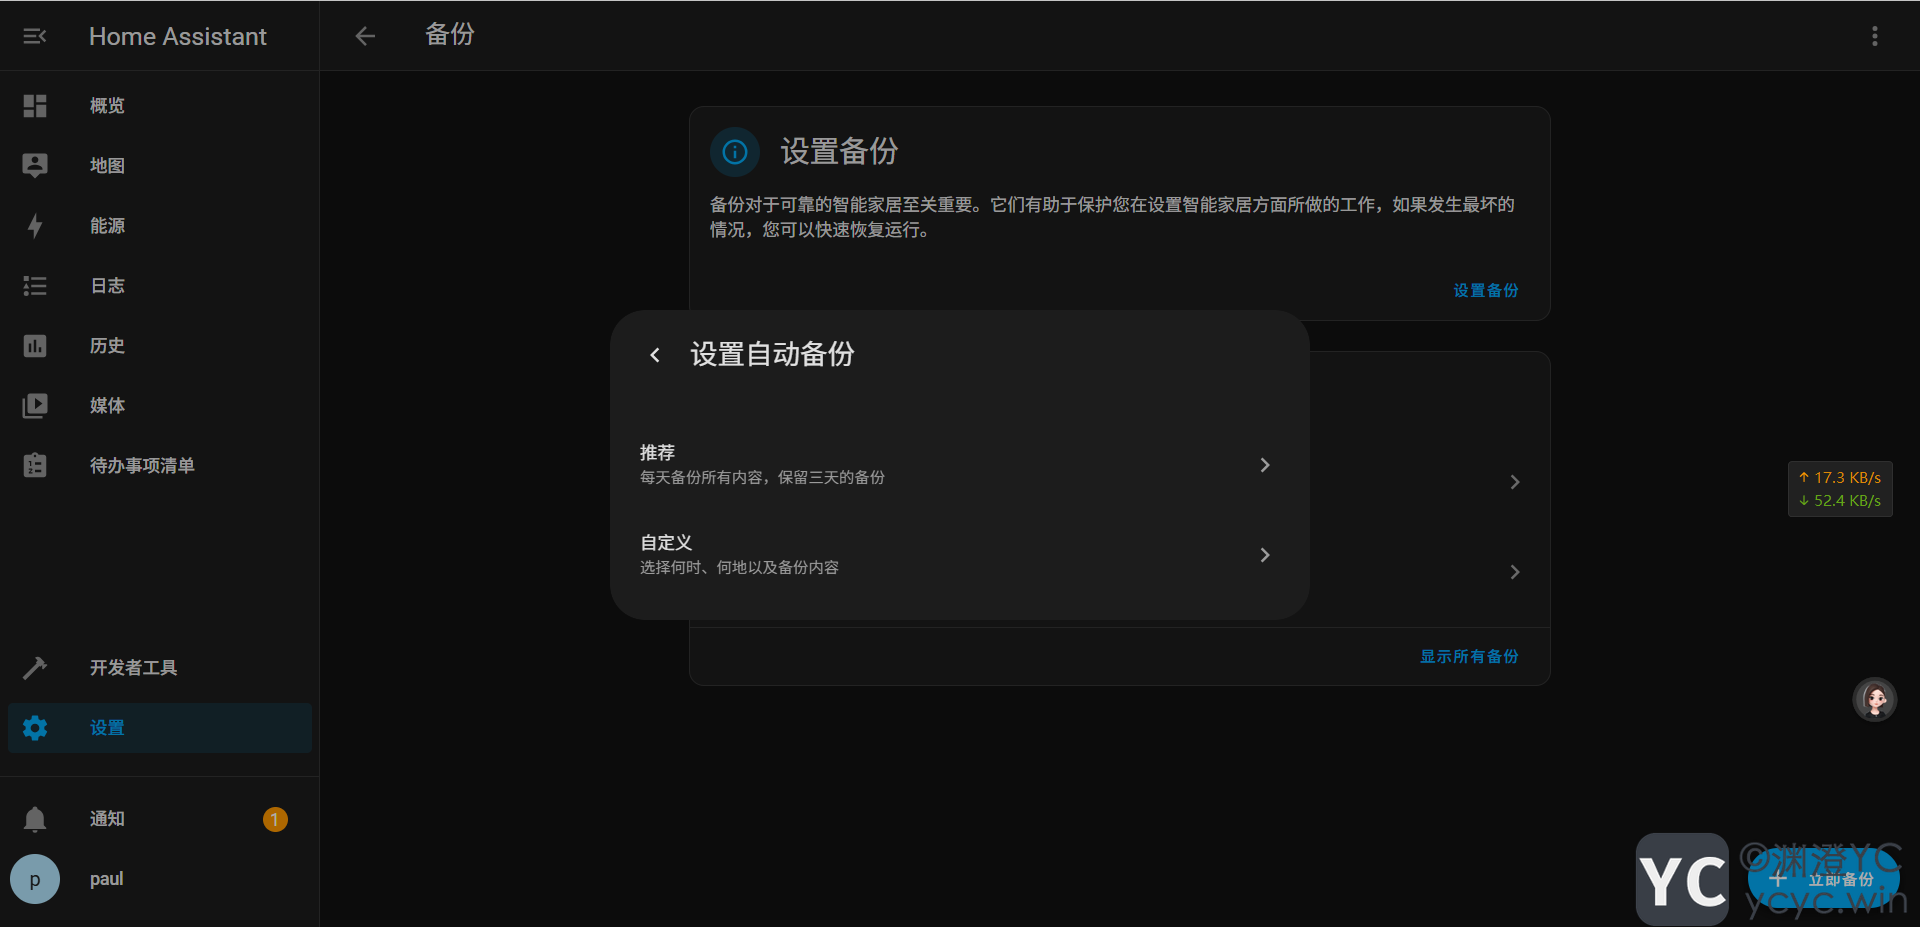 Home Assistant
备份
概览
地图
能源
日志
历史
媒体
待办事项清单
开发者工具
设置
通知
1
p
paul
设置备份
备份对于可靠的智能家居至关重要。它们有助于保护您在设置智能家居方面所做的工作，如果发生最坏的
情况，您可以快速恢复运行。
设置备份
设置自动备份
推荐
每天备份所有内容，保留三天的备份
自定义
选择何时、何地以及备份内容
显示所有备份
↑ 17.3 KB/s
↓ 52.4 KB/s
立即备份
YC
©渊澄YC
ycyc.win